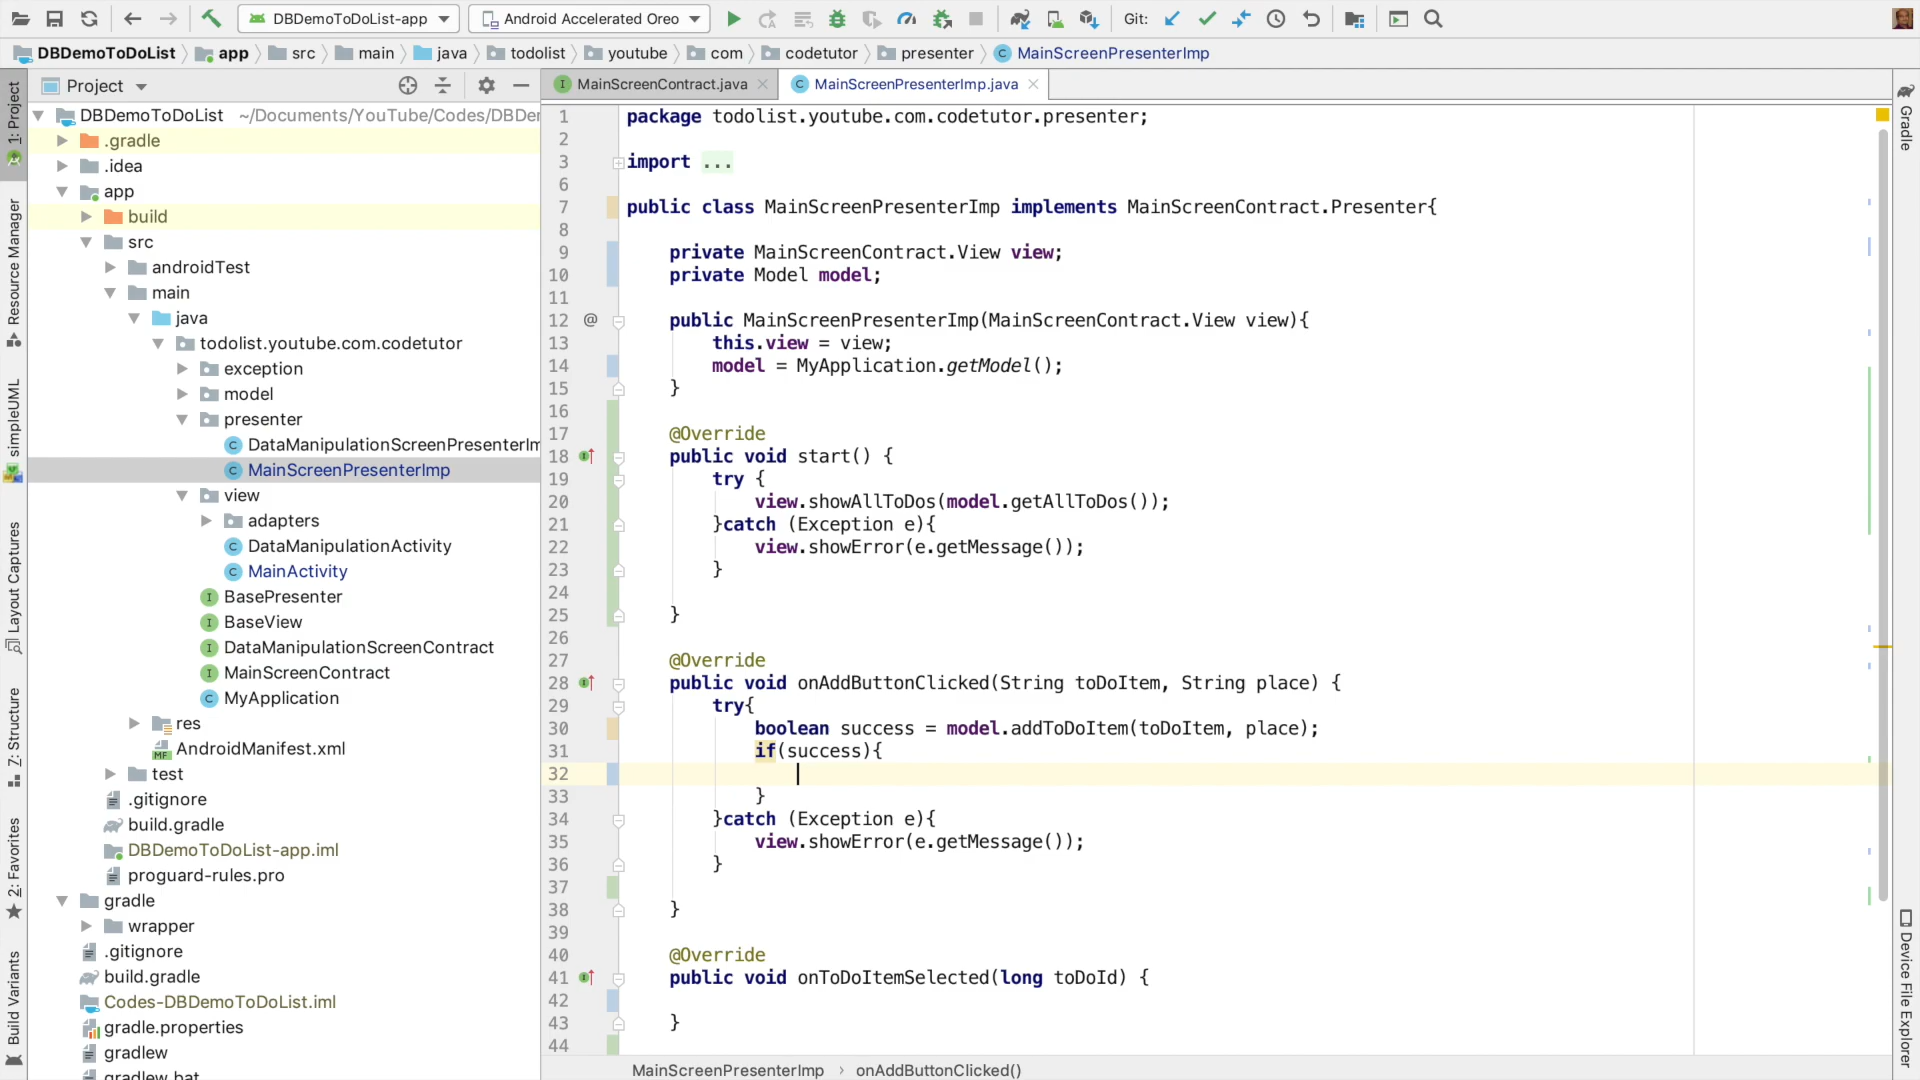 DBDemoToDoList-app
Android Accelerated Oreo
Git:
DBDemoToDoList
app
src
main
java
todolist
youtube
com
codetutor
presenter
MainScreenPresenterImp
Project
MainScreenContract.java
MainScreenPresenterImp.java
1: Project
Resource Manager
simpleUML
Layout Captures
7: Structure
2: Favorites
Build Variants
DBDemoToDoList ~/Documents/YouTube/Codes/DBDer
.gradle
.idea
app
build
src
androidTest
main
java
todolist.youtube.com.codetutor
exception
model
presenter
DataManipulationScreenPresenterIm
MainScreenPresenterImp
view
adapters
DataManipulationActivity
MainActivity
BasePresenter
BaseView
DataManipulationScreenContract
MainScreenContract
MyApplication
res
MF AndroidManifest.xml
test
.gitignore
build.gradle
DBDemoToDoList-app.iml
proguard-rules.pro
gradle
wrapper
.gitignore
build.gradle
Codes-DBDemoToDoList.iml
gradle.properties
gradlew
gradlew.bat
1 package todolist.youtube.com.codetutor.presenter;
2
3 import ...
6
7 public class MainScreenPresenterImp implements MainScreenContract.Presenter{
8
9 private MainScreenContract.View view;
10 private Model model;
11
12 @ public MainScreenPresenterImp(MainScreenContract.View view){
13 this.view = view;
14 model = MyApplication.getModel();
15 }
16
17 @Override
18 public void start() {
19 try {
20 view.showAllToDos(model.getAllToDos());
21 }catch (Exception e){
22 view.showError(e.getMessage());
23 }
24
25 }
26
27 @Override
28 public void onAddButtonClicked(String toDoItem, String place) {
29 try{
30 boolean success = model.addToDoItem(toDoItem, place);
31 if(success){
32
33 }
34 }catch (Exception e){
35 view.showError(e.getMessage());
36 }
37
38 }
39
40 @Override
41 public void onToDoItemSelected(long toDoId) {
42
43 }
44
MainScreenPresenterImp › onAddButtonClicked()
Gradle
Device File Explorer